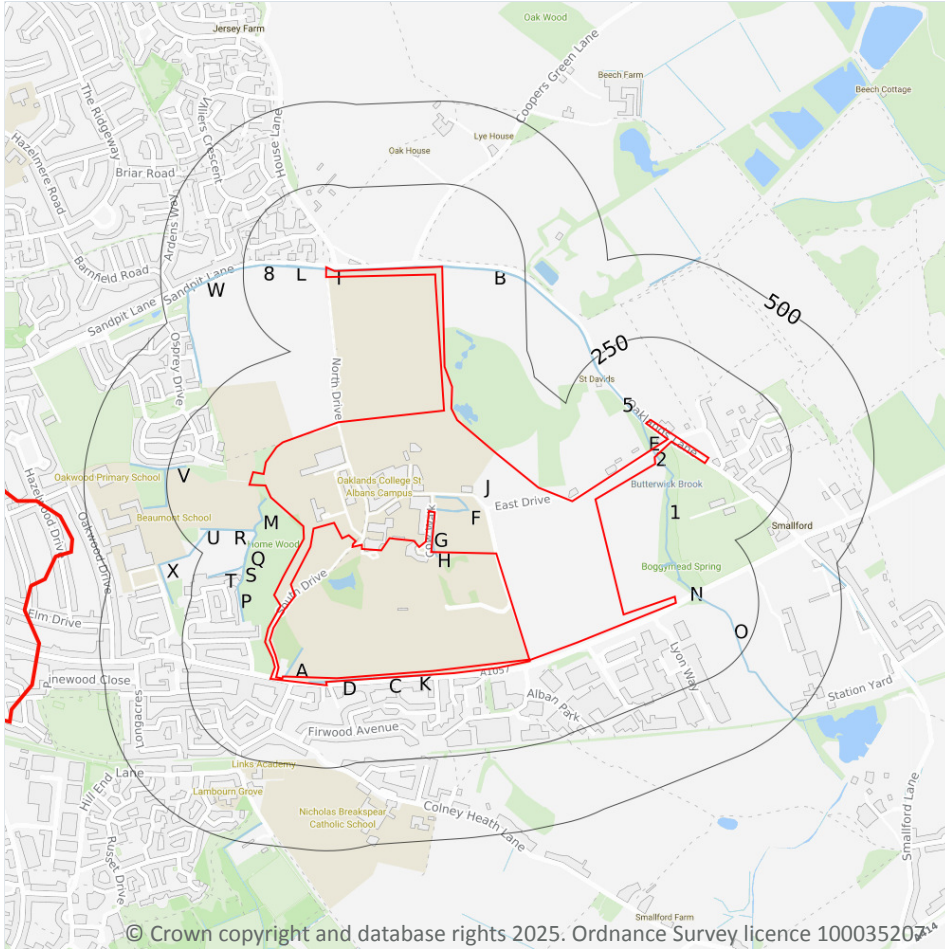 Oak Wood
Jersey Farm
Coopers Green Lane
Beech Farm
Beech Cottage
The Ridgeway
Villiers Crescent
House Lane
Lye House
Oak House
Hazelmere Road
Briar Road
Ardens Way
Barnfield Road
Sandpit Lane
Sandpit Lane
W
8
L
I
B
500
250
Osprey Drive
North Drive
St Davids
5
Oaklands Lane
E
2
Oakwood Primary School
V
Oaklands College St
Albans Campus
J
East Drive
Butterwick Brook
Hazelwood Drive
Oakwood Drive
Beaumont School
M
F
1
Smallford
U
R
Home Wood
G
H
Q
X
T
S
South Drive
Boggymead Spring
P
N
Elm Drive
O
Pinewood Close
A
D
C
K
A1057
Lyon Way
Alban Park
Station Yard
Longacres
Firwood Avenue
Links Academy
Hill End Lane
Lambourn Grove
Nicholas Breakspear
Catholic School
Colney Heath Lane
Russet Drive
Smallford Lane
Smallford Farm
A414
© Crown copyright and database rights 2025. Ordnance Survey licence 100035207.